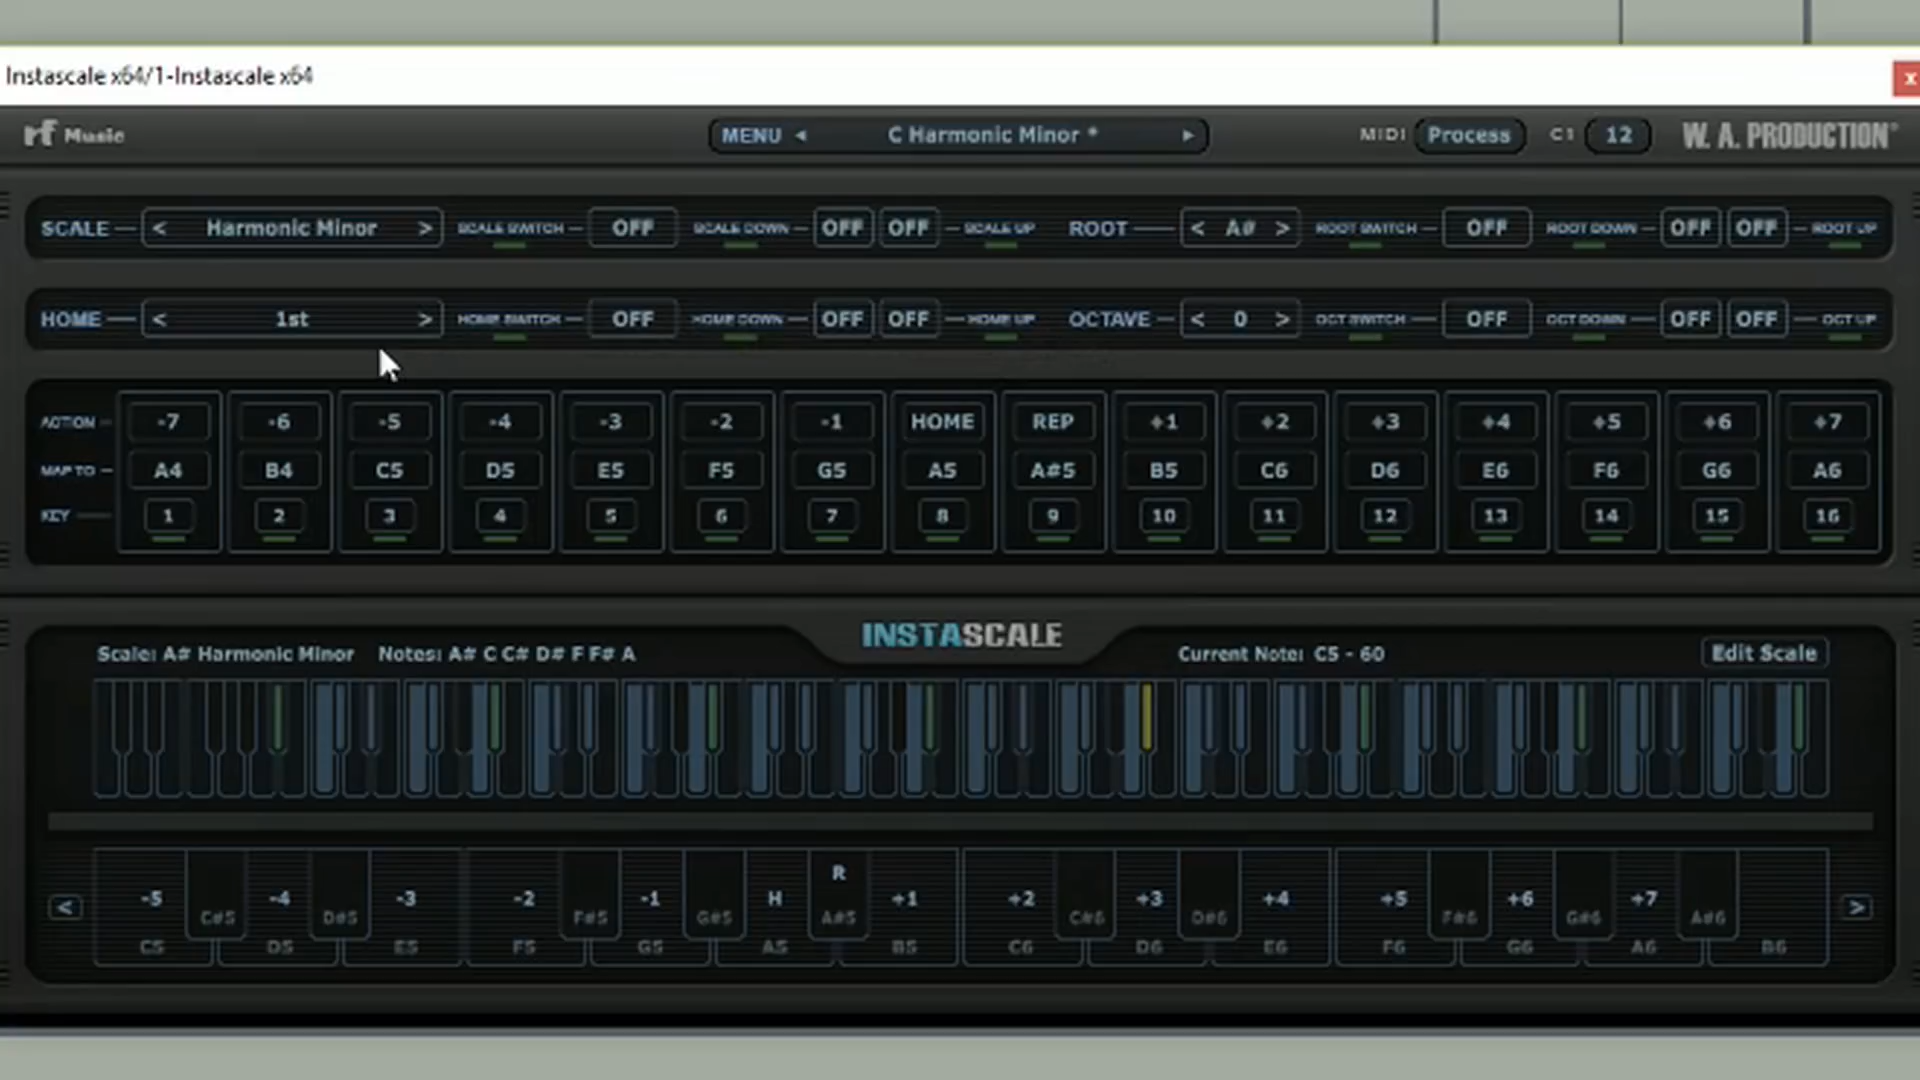 Instascale x64/1-Instascale x64
x
rf Music MENU ◄ C Harmonic Minor * ► MIDI Process C1 12 W. A. PRODUCTION®
SCALE < Harmonic Minor > SCALE SWITCH OFF SCALE DOWN OFF OFF SCALE UP ROOT < A# > ROOT SWITCH OFF ROOT DOWN OFF OFF ROOT UP
HOME < 1st > HOME SWITCH OFF HOME DOWN OFF OFF HOME UP OCTAVE < 0 > OCT SWITCH OFF OCT DOWN OFF OFF OCT UP
ACTION -7 -6 -5 -4 -3 -2 -1 HOME REP +1 +2 +3 +4 +5 +6 +7
MAP TO A4 B4 C5 D5 E5 F5 G5 A5 A#5 B5 C6 D6 E6 F6 G6 A6
KEY 1 2 3 4 5 6 7 8 9 10 11 12 13 14 15 16
INSTASCALE
Scale: A# Harmonic Minor Notes: A# C C# D# F F# A Current Note: C5 - 60 Edit Scale
R
< -5 -4 -3 -2 -1 H +1 +2 +3 +4 +5 +6 +7 >
C#5 D#5 F#5 G#5 A#5 C#6 D#6 F#6 G#6 A#6
C5 D5 E5 F5 G5 A5 B5 C6 D6 E6 F6 G6 A6 B6